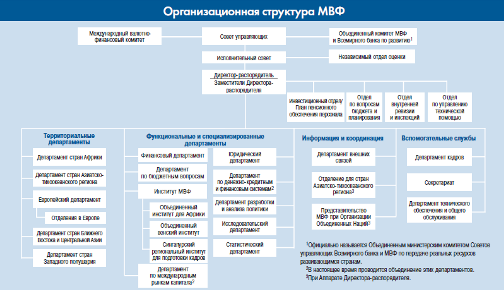 Организационная структура МВФ
Международный валютно-
финансовый комитет
Совет управляющих
Объединенный комитет МВФ
и Всемирного банка по развитию¹
Исполнительный совет
Независимый отдел оценки
Директор-распорядитель
Заместители Директора-
распорядителя
Инвестиционный отдел/
План пенсионного
обеспечения персонала
Отдел
по вопросам
бюджета и
планирования
Отдел
внутренней
ревизии
и инспекций
Отдел
по управлению
технической
помощью
Территориальные
департаменты
Департамент стран Африки
Департамент стран Азиатско-
тихоокеанского региона
Европейский департамент
Отделения в Европе
Департамент стран Ближнего
Востока и Центральной Азии
Департамент стран
Западного полушария
Функциональные и специализированные
департаменты
Финансовый департамент
Департамент
по бюджетным вопросам
Институт МВФ
Объединенный
институт для Африки
Объединенный
венский институт
Сингапурский
региональный институт
для подготовки кадров
Департамент
по международным
рынкам капитала²
Юридический
департамент
Департамент
по денежно-кредитным
и финансовым системам²
Департамент разработки
и анализа политики
Исследовательский
департамент
Статистический
департамент
Информация и координация
Департамент внешних
связей
Отделение для стран
Азиатско-тихоокеанского
региона³
Представительство
МВФ при Организации
Объединенных Наций³
Вспомогательные службы
Департамент кадров
Секретариат
Департамент технического
обеспечения и общего
обслуживания
¹Официально называется Объединенным министерским комитетом Советов
управляющих Всемирного банка и МВФ по передаче реальных ресурсов
развивающимся странам.
²В настоящее время проводится объединение этих департаментов.
³При Аппарате Директора-распорядителя.